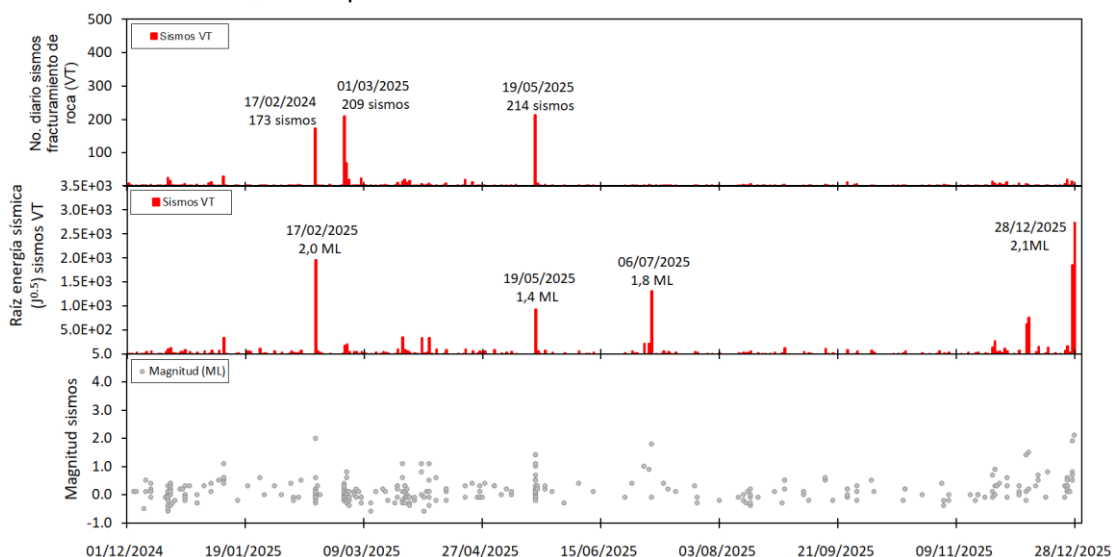 500
400
300
200
100
No. diario sismos
fracturamiento de
roca (VT)
Sismos VT
17/02/2024
173 sismos
01/03/2025
209 sismos
19/05/2025
214 sismos
3.5E+03
3.0E+03
2.5E+03
2.0E+03
1.5E+03
1.0E+03
5.0E+02
Raíz energía sísmica
(J^0.5) sismos VT
Sismos VT
17/02/2025
2,0 ML
19/05/2025
1,4 ML
06/07/2025
1,8 ML
28/12/2025
2,1ML
5.0
4.0
3.0
2.0
1.0
0.0
-1.0
Magnitud sismos
Magnitud (ML)
01/12/2024 19/01/2025 09/03/2025 27/04/2025 15/06/2025 03/08/2025 21/09/2025 09/11/2025 28/12/2025